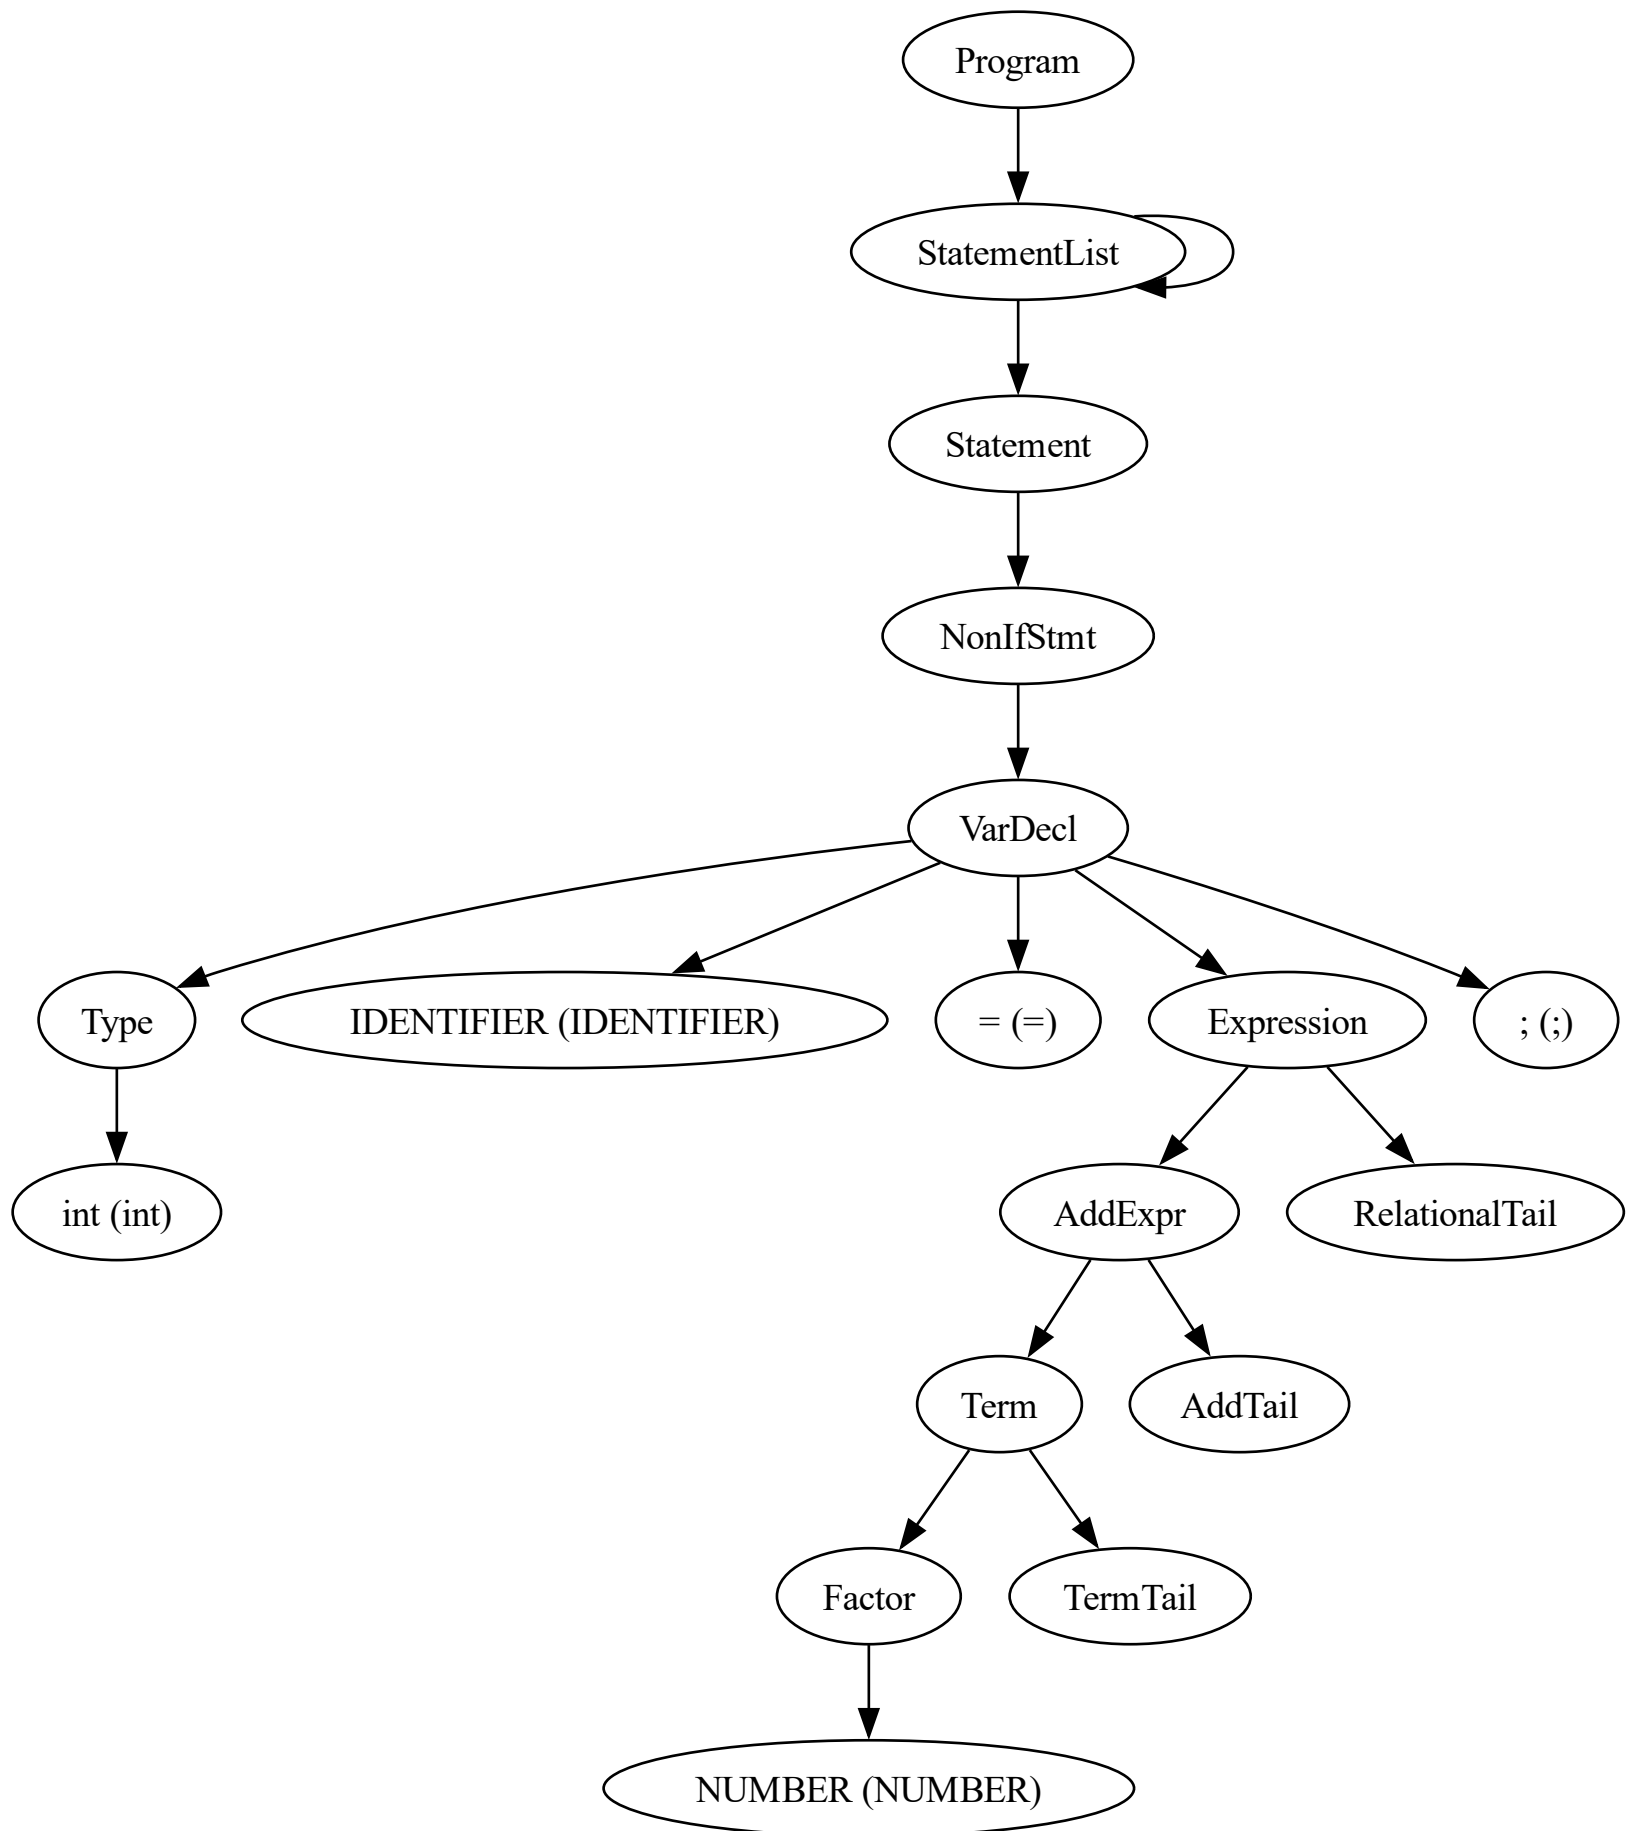 Program
StatementList
Statement
NonIfStmt
VarDecl
Type
IDENTIFIER (IDENTIFIER)
= (=)
Expression
; (;)
int (int)
AddExpr
RelationalTail
Term
AddTail
Factor
TermTail
NUMBER (NUMBER)